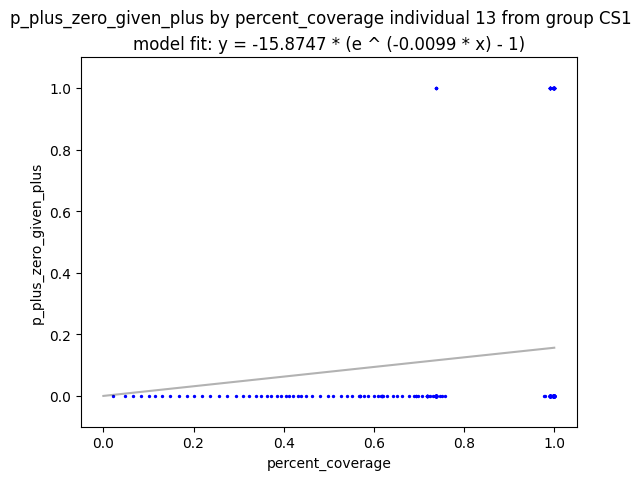 p_plus_zero_given_plus by percent_coverage individual 13 from group CS1
model fit: y = -15.8747 * (e ^ (-0.0099 * x) - 1)
1.0
0.8
0.6
0.4
0.2
0.0
p_plus_zero_given_plus
0.0 0.2 0.4 0.6 0.8 1.0
percent_coverage